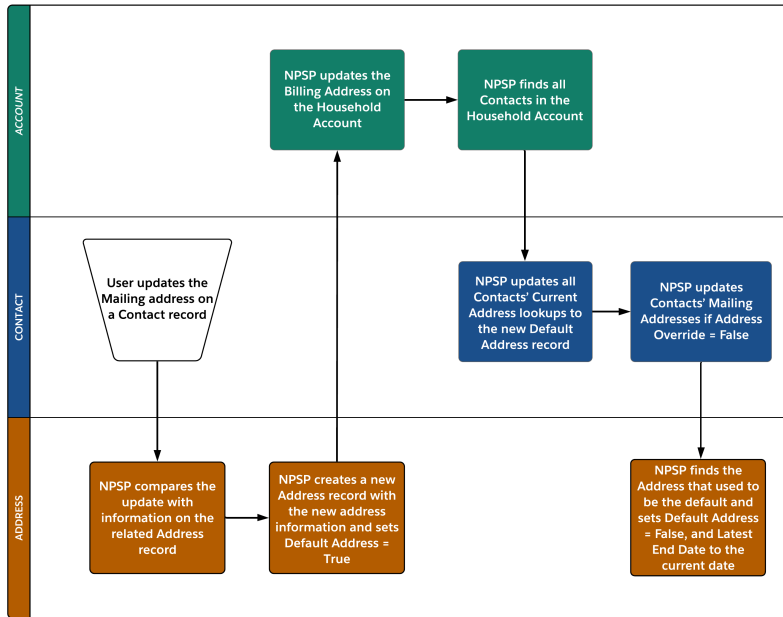 ACCOUNT
NPSP updates the
Billing Address on
the Household
Account
NPSP finds all
Contacts in the
Household Account
CONTACT
User updates the
Mailing address on
a Contact record
NPSP updates all
Contacts' Current
Address lookups to
the new Default
Address record
NPSP updates
Contacts' Mailing
Addresses if Address
Override = False
ADDRESS
NPSP compares the
update with
information on the
related Address
record
NPSP creates a new
Address record with
the new address
information and sets
Default Address =
True
NPSP finds the
Address that used to
be the default and
sets Default Address
= False, and Latest
End Date to the
current date